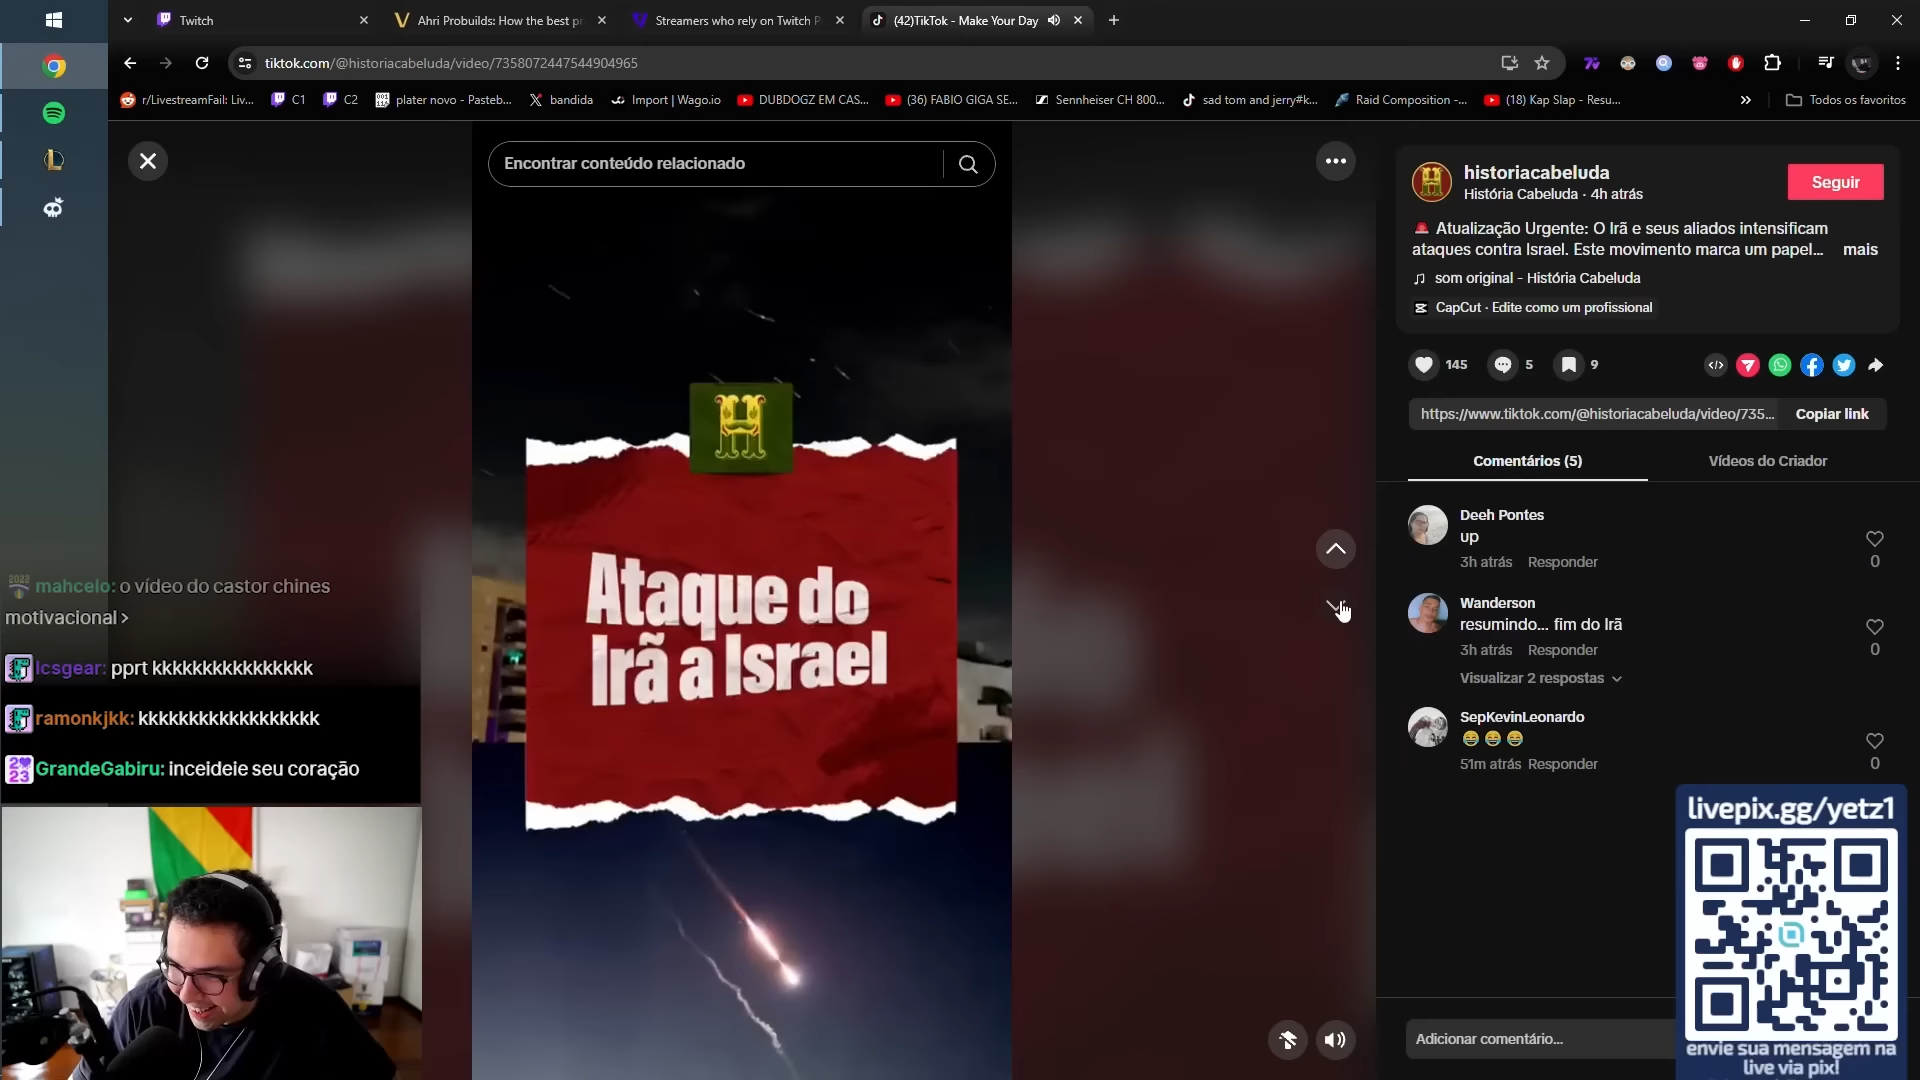 Twitch
Ahri Probuilds: How the best p
Streamers who rely on Twitch P
(42)TikTok - Make Your Day
tiktok.com/@historiacabeluda/video/7358072447544904965
r/LivestreamFail: Liv...
C1
C2
plater novo - Pasteb...
bandida
Import | Wago.io
DUBDOGZ EM CAS...
(36) FABIO GIGA SE...
Sennheiser CH 800...
sad tom and jerry#k...
Raid Composition -...
(18) Kap Slap - Resu...
Todos os favoritos
Encontrar conteúdo relacionado
H
Ataque do
Irã a Israel
historiacabeluda
História Cabeluda · 4h atrás
Seguir
Atualização Urgente: O Irã e seus aliados intensificam
ataques contra Israel. Este movimento marca um papel... mais
som original - História Cabeluda
CapCut · Edite como um profissional
145
5
9
https://www.tiktok.com/@historiacabeluda/video/735...
Copiar link
Comentários (5)
Vídeos do Criador
Deeh Pontes
up
3h atrás Responder
0
Wanderson
resumindo... fim do Irã
3h atrás Responder
0
Visualizar 2 respostas
SepKevinLeonardo
51m atrás Responder
0
Adicionar comentário...
2022 mahcelo: o vídeo do castor chines
motivacional >
lcsgear: pprt kkkkkkkkkkkkkkkk
ramonkjkk: kkkkkkkkkkkkkkkkkk
2023 GrandeGabiru: inceideie seu coração
livepix.gg/yetz1
envie sua mensagem na
live via pix!